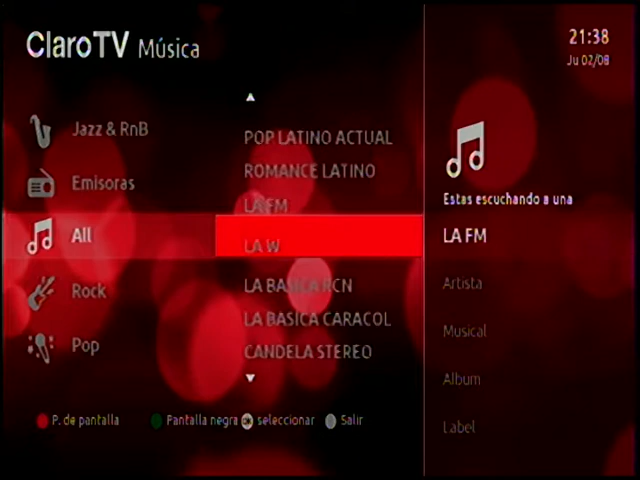 ClaroTV Música
21:38
Ju 02/08
Jazz & RnB
Emisoras
All
Rock
Pop
POP LATINO ACTUAL
ROMANCE LATINO
LA FM
LA W
LA BASICA RCN
LA BASICA CARACOL
CANDELA STEREO
Estas escuchando a una
LA FM
Artista
Musical
Album
Label
P. de pantalla
Pantalla negra
OK seleccionar
Salir